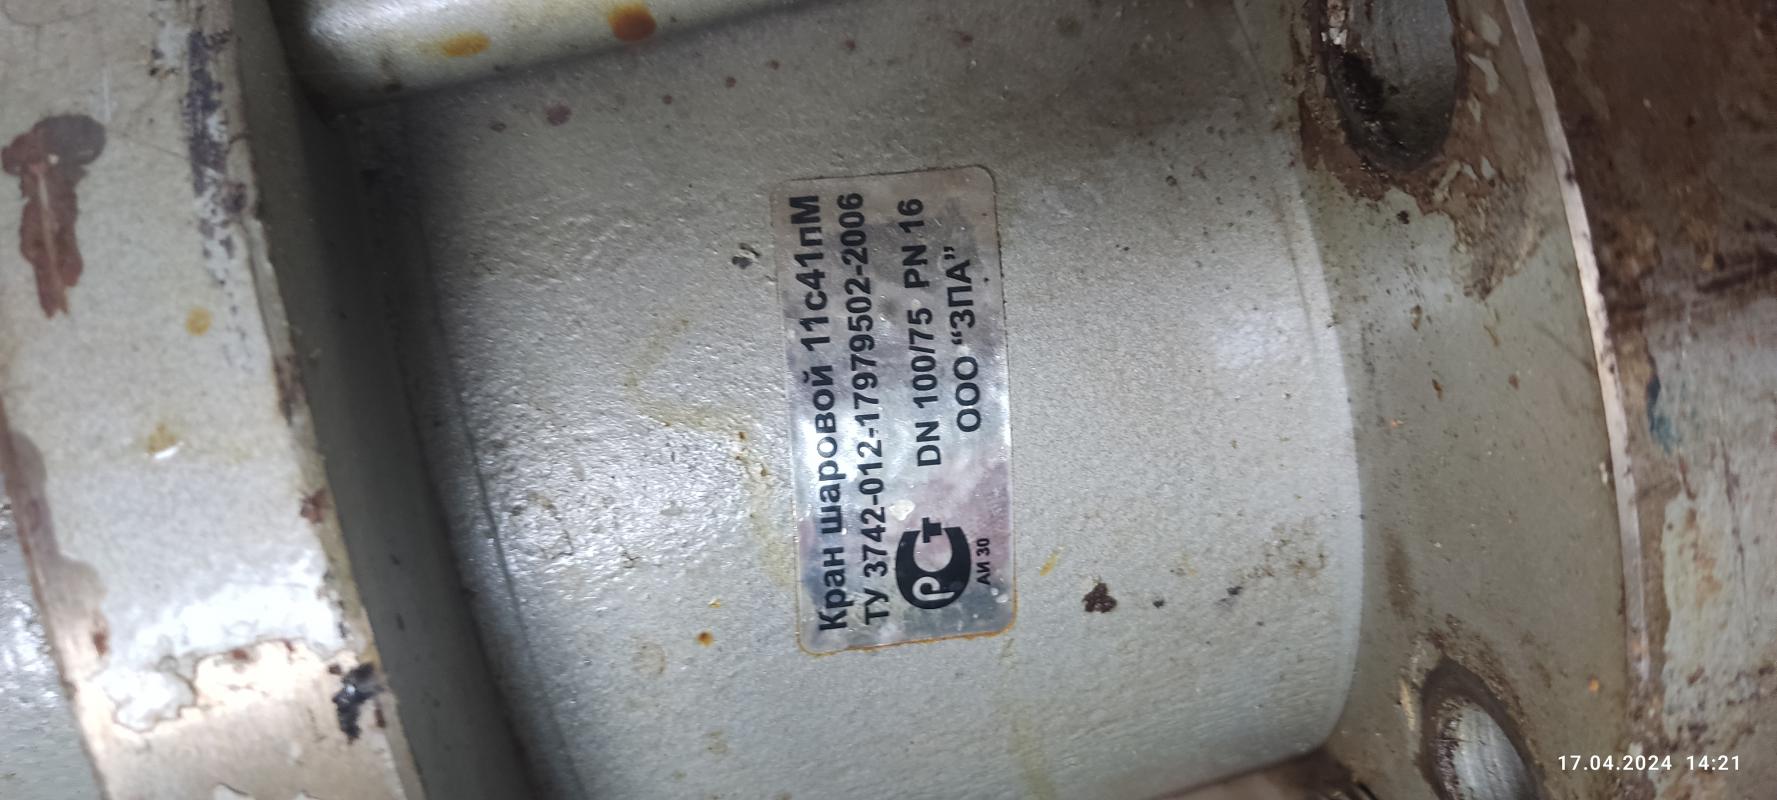 Кран шаровой 11с41пМ
ТУ 3742-012-17979502-2006
DN 100/75 PN 16
ООО “ЗПА”
РСТ
АИ 30
17.04.2024 14:21